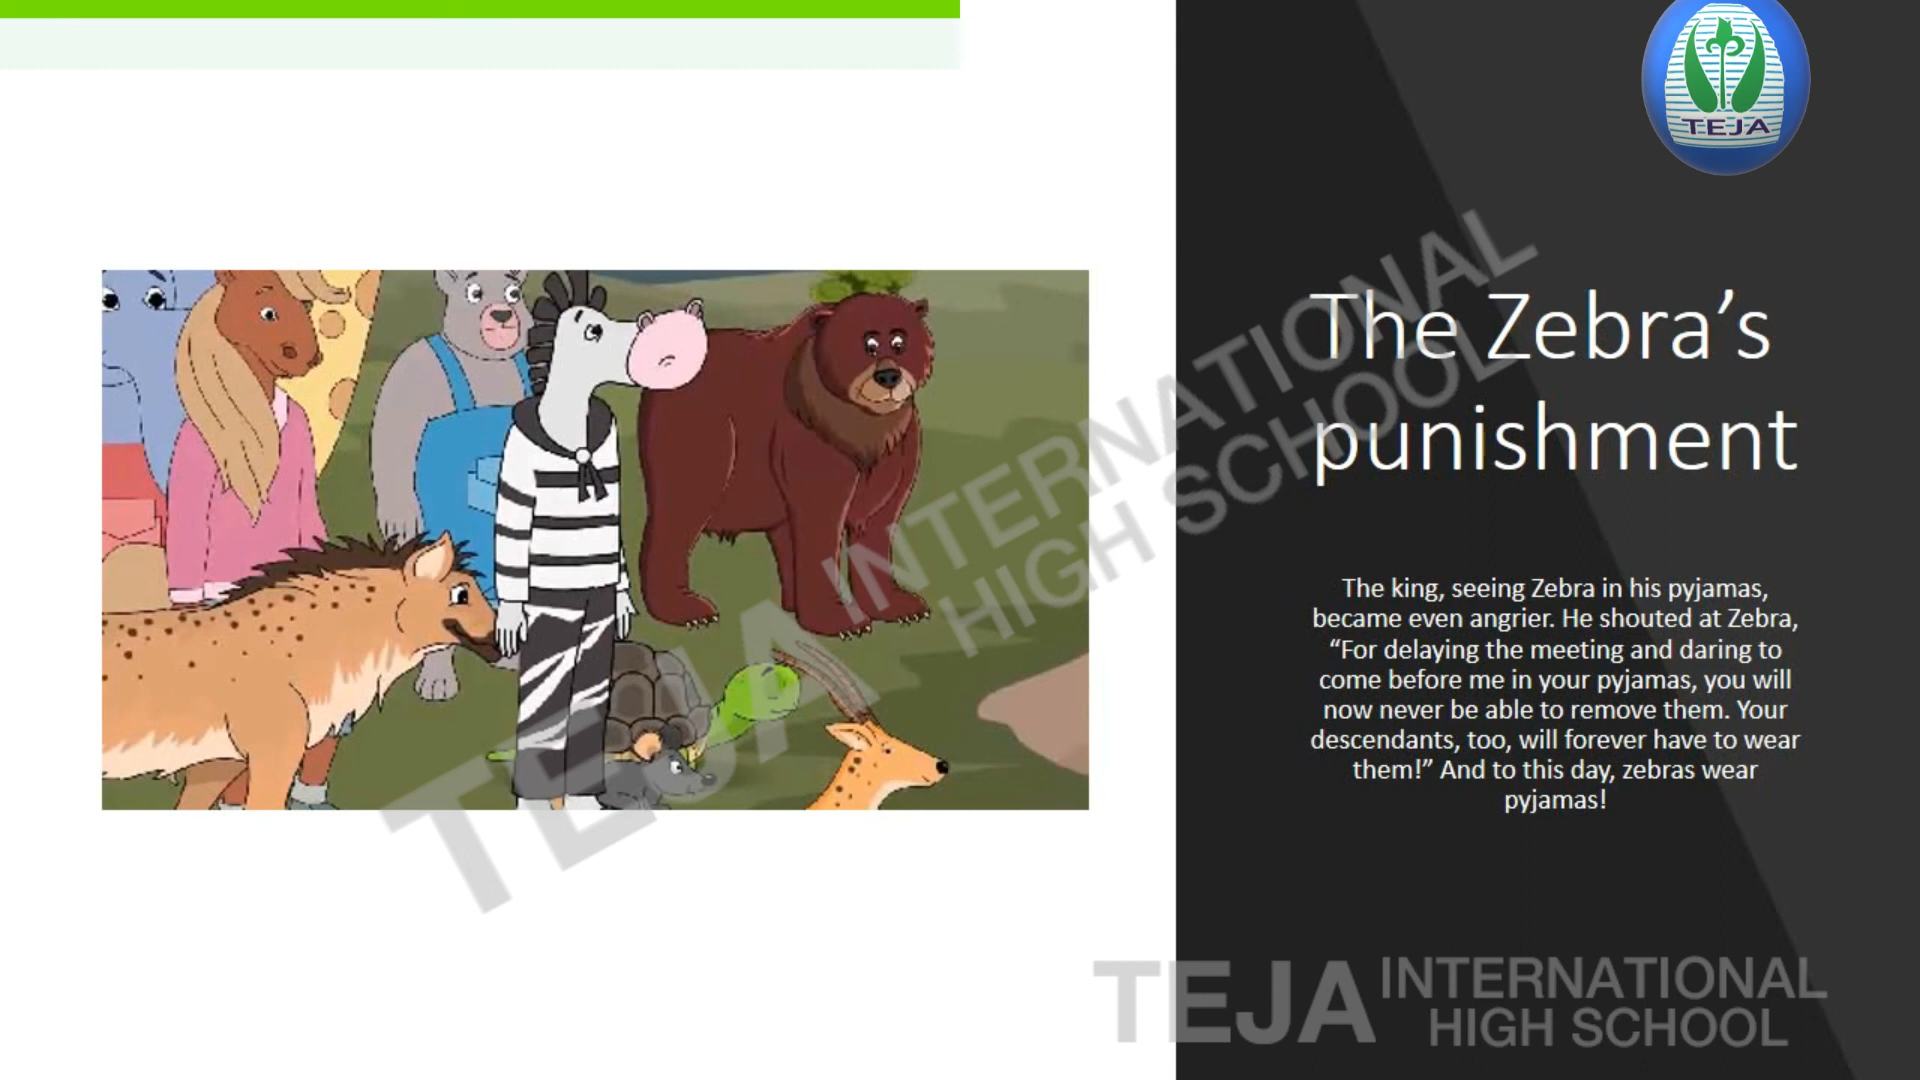 TEJA
The Zebra’s
punishment
The king, seeing Zebra in his pyjamas,
became even angrier. He shouted at Zebra,
“For delaying the meeting and daring to
come before me in your pyjamas, you will
now never be able to remove them. Your
descendants, too, will forever have to wear
them!” And to this day, zebras wear
pyjamas!
TEJA INTERNATIONAL
HIGH SCHOOL
TEJA INTERNATIONAL
HIGH SCHOOL